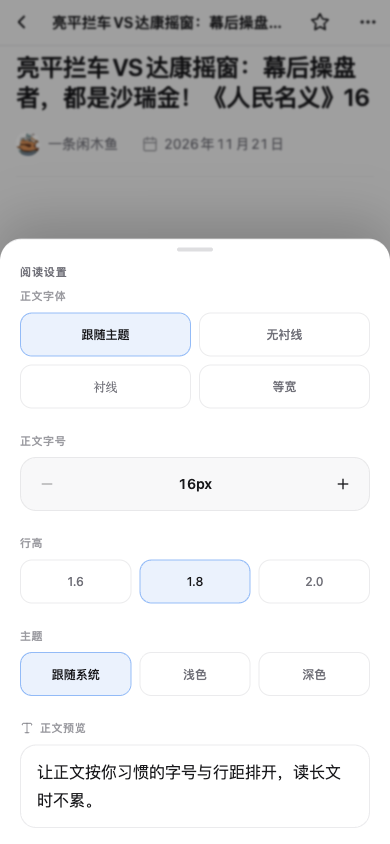 亮平拦车VS达康摇窗：幕后操盘...
亮平拦车VS达康摇窗：幕后操盘
者，都是沙瑞金！《人民名义》16
一条闲木鱼 2026年11月21日
阅读设置
正文字体
跟随主题 无衬线
衬线 等宽
正文字号
16px
行高
1.6 1.8 2.0
主题
跟随系统 浅色 深色
正文预览
让正文按你习惯的字号与行距排开，读长文
时不累。